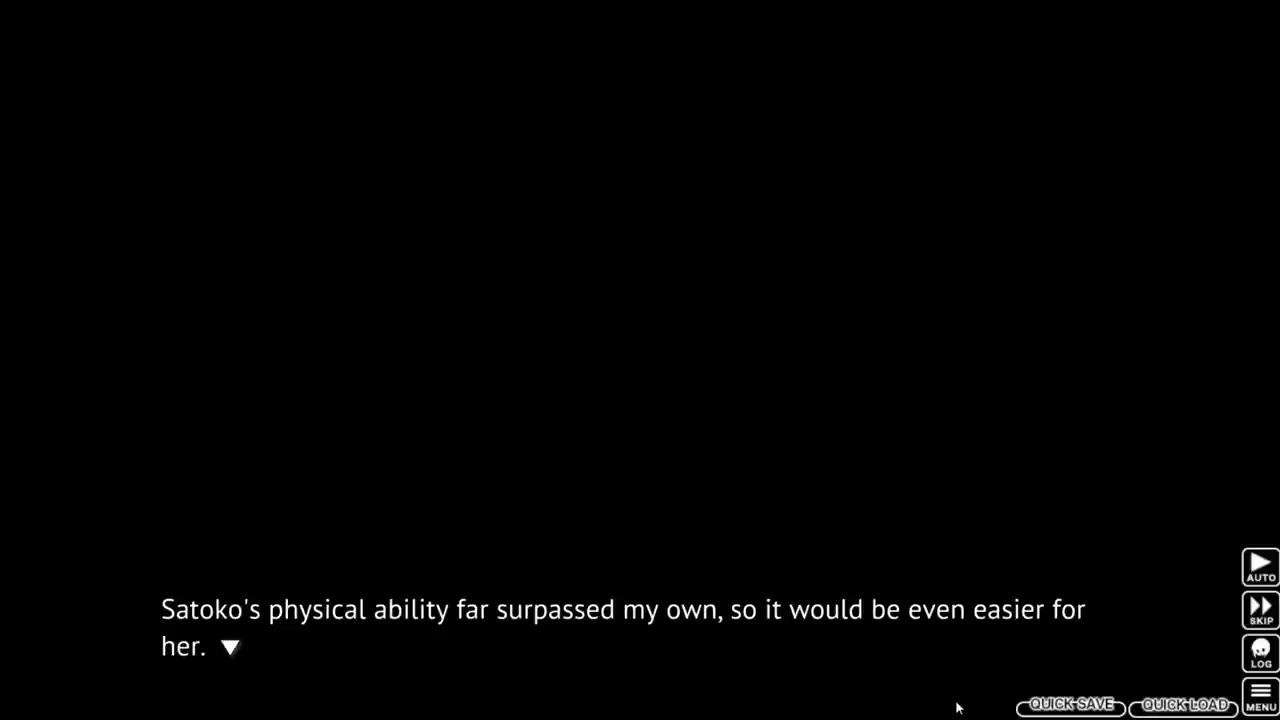 Satoko's physical ability far surpassed my own, so it would be even easier for
her.
AUTO
SKIP
LOG
MENU
QUICK SAVE QUICK LOAD